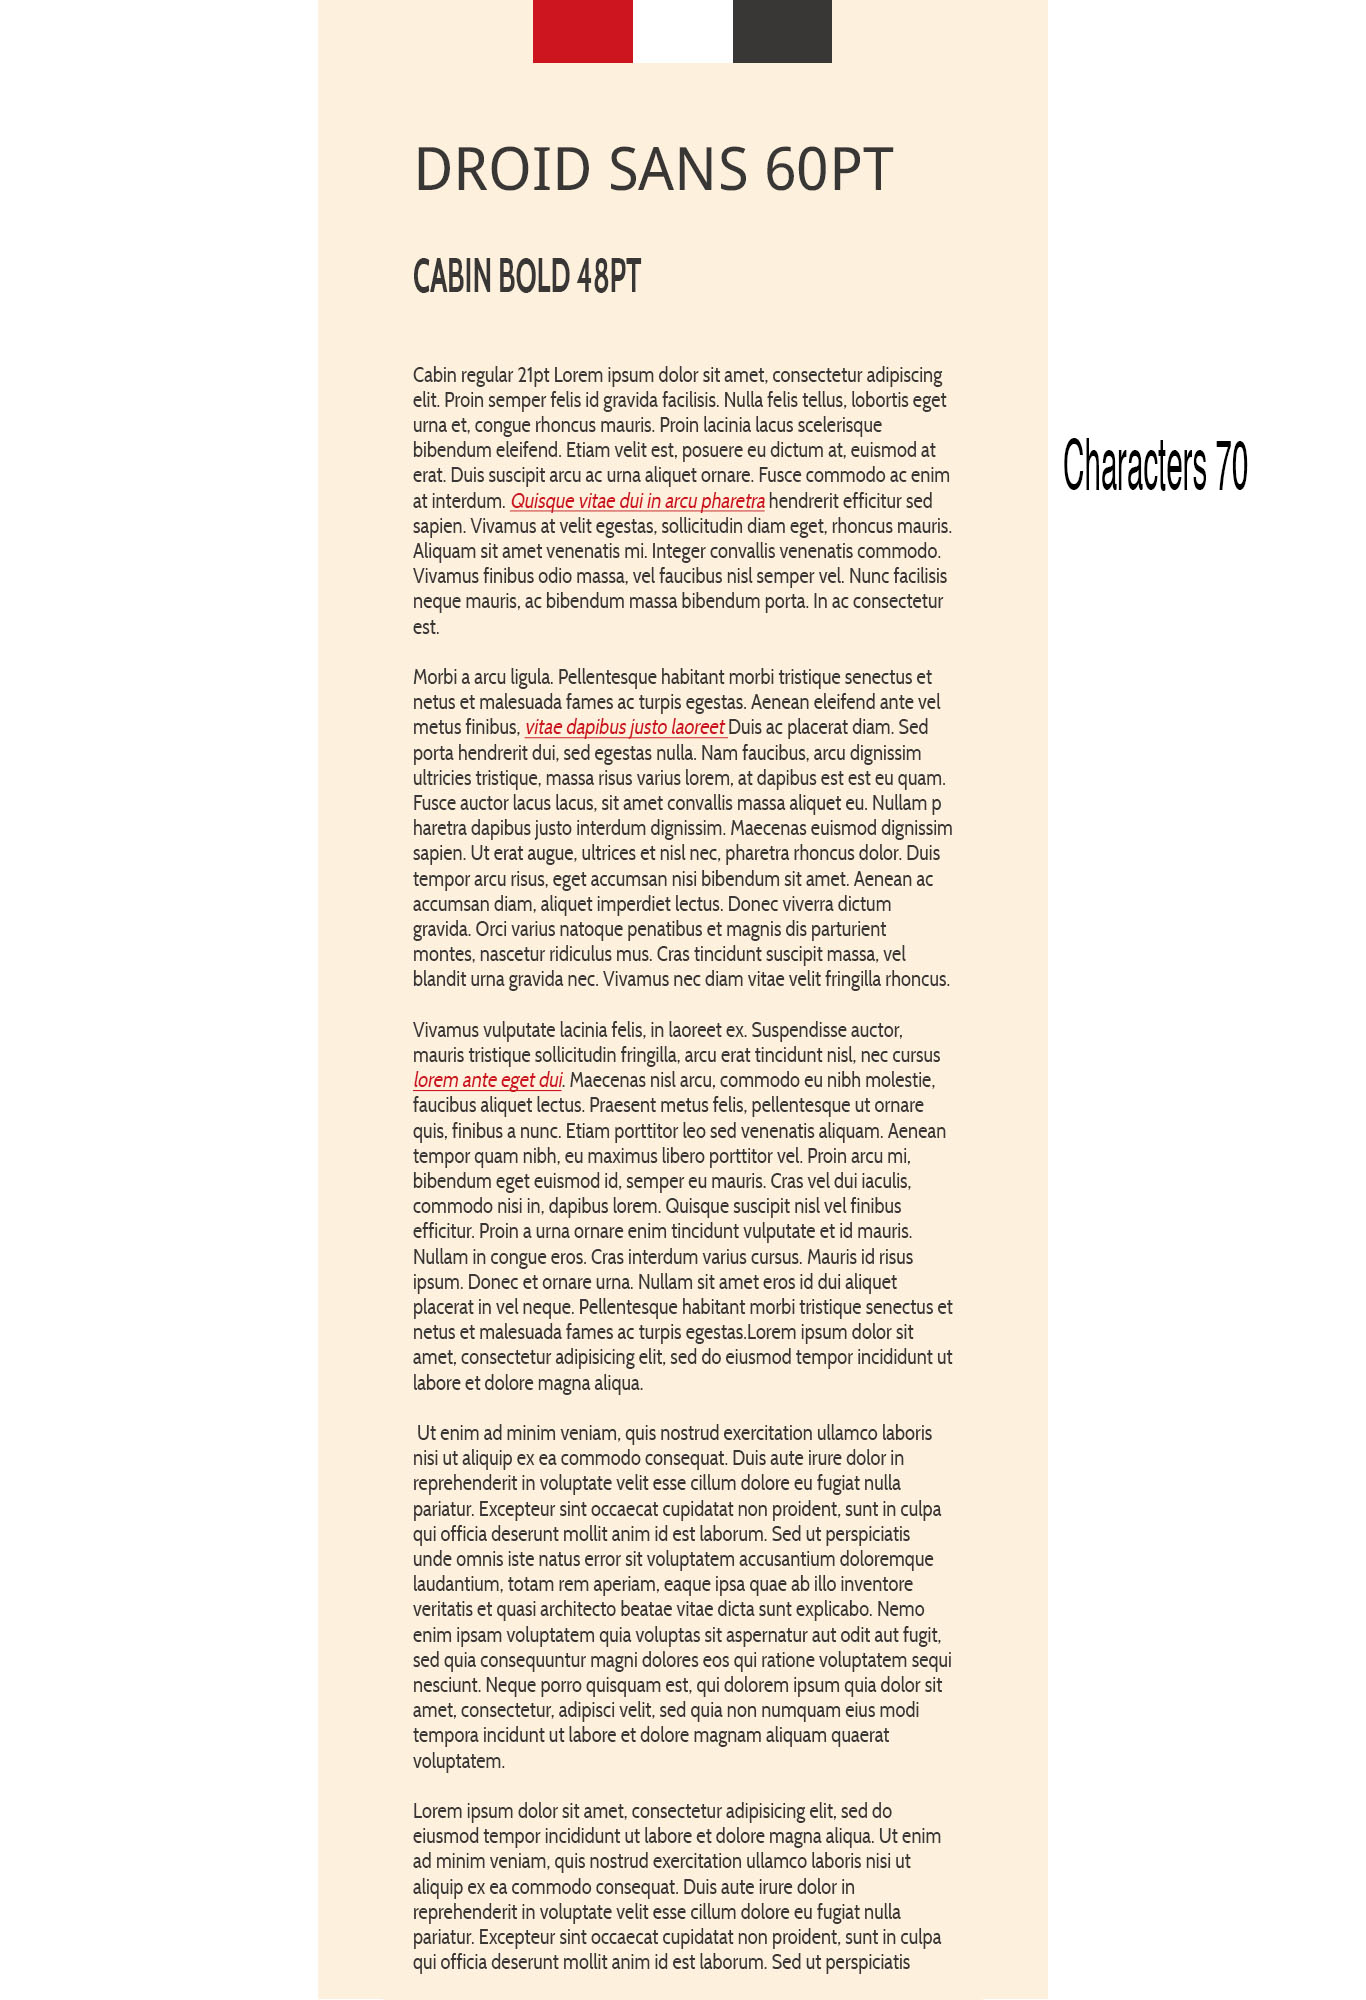 DROID SANS 60PT
CABIN BOLD 48PT
Cabin regular 21pt Lorem ipsum dolor sit amet, consectetur adipiscing
elit. Proin semper felis id gravida facilisis. Nulla felis tellus, lobortis eget
urna et, congue rhoncus mauris. Proin lacinia lacus scelerisque
bibendum eleifend. Etiam velit est, posuere eu dictum at, euismod at
erat. Duis suscipit arcu ac urna aliquet ornare. Fusce commodo ac enim
Characters 70
at interdum. Quisque vitae dui in arcu pharetra hendrerit efficitur sed
sapien. Vivamus at velit egestas, sollicitudin diam eget, rhoncus mauris.
Aliquam sit amet venenatis mi. Integer convallis venenatis commodo.
Vivamus finibus odio massa, vel faucibus nisl semper vel. Nunc facilisis
neque mauris, ac bibendum massa bibendum porta. In ac consectetur
est.
Morbi a arcu ligula. Pellentesque habitant morbi tristique senectus et
netus et malesuada fames ac turpis egestas. Aenean eleifend ante vel
metus finibus, vitae dapibus justo laoreet Duis ac placerat diam. Sed
porta hendrerit dui, sed egestas nulla. Nam faucibus, arcu dignissim
ultricies tristique, massa risus varius lorem, at dapibus est est eu quam.
Fusce auctor lacus lacus, sit amet convallis massa aliquet eu. Nullam p
haretra dapibus justo interdum dignissim. Maecenas euismod dignissim
sapien. Ut erat augue, ultrices et nisl nec, pharetra rhoncus dolor. Duis
tempor arcu risus, eget accumsan nisi bibendum sit amet. Aenean ac
accumsan diam, aliquet imperdiet lectus. Donec viverra dictum
gravida. Orci varius natoque penatibus et magnis dis parturient
montes, nascetur ridiculus mus. Cras tincidunt suscipit massa, vel
blandit urna gravida nec. Vivamus nec diam vitae velit fringilla rhoncus.
Vivamus vulputate lacinia felis, in laoreet ex. Suspendisse auctor,
mauris tristique sollicitudin fringilla, arcu erat tincidunt nisl, nec cursus
lorem ante eget dui. Maecenas nisl arcu, commodo eu nibh molestie,
faucibus aliquet lectus. Praesent metus felis, pellentesque ut ornare
quis, finibus a nunc. Etiam porttitor leo sed venenatis aliquam. Aenean
tempor quam nibh, eu maximus libero porttitor vel. Proin arcu mi,
bibendum eget euismod id, semper eu mauris. Cras vel dui iaculis,
commodo nisi in, dapibus lorem. Quisque suscipit nisl vel finibus
efficitur. Proin a urna ornare enim tincidunt vulputate et id mauris.
Nullam in congue eros. Cras interdum varius cursus. Mauris id risus
ipsum. Donec et ornare urna. Nullam sit amet eros id dui aliquet
placerat in vel neque. Pellentesque habitant morbi tristique senectus et
netus et malesuada fames ac turpis egestas.Lorem ipsum dolor sit
amet, consectetur adipisicing elit, sed do eiusmod tempor incididunt ut
labore et dolore magna aliqua.
Ut enim ad minim veniam, quis nostrud exercitation ullamco laboris
nisi ut aliquip ex ea commodo consequat. Duis aute irure dolor in
reprehenderit in voluptate velit esse cillum dolore eu fugiat nulla
pariatur. Excepteur sint occaecat cupidatat non proident, sunt in culpa
qui officia deserunt mollit anim id est laborum. Sed ut perspiciatis
unde omnis iste natus error sit voluptatem accusantium doloremque
laudantium, totam rem aperiam, eaque ipsa quae ab illo inventore
veritatis et quasi architecto beatae vitae dicta sunt explicabo. Nemo
enim ipsam voluptatem quia voluptas sit aspernatur aut odit aut fugit,
sed quia consequuntur magni dolores eos qui ratione voluptatem sequi
nesciunt. Neque porro quisquam est, qui dolorem ipsum quia dolor sit
amet, consectetur, adipisci velit, sed quia non numquam eius modi
tempora incidunt ut labore et dolore magnam aliquam quaerat
voluptatem.
Lorem ipsum dolor sit amet, consectetur adipisicing elit, sed do
eiusmod tempor incididunt ut labore et dolore magna aliqua. Ut enim
ad minim veniam, quis nostrud exercitation ullamco laboris nisi ut
aliquip ex ea commodo consequat. Duis aute irure dolor in
reprehenderit in voluptate velit esse cillum dolore eu fugiat nulla
pariatur. Excepteur sint occaecat cupidatat non proident, sunt in culpa
qui officia deserunt mollit anim id est laborum. Sed ut perspiciatis